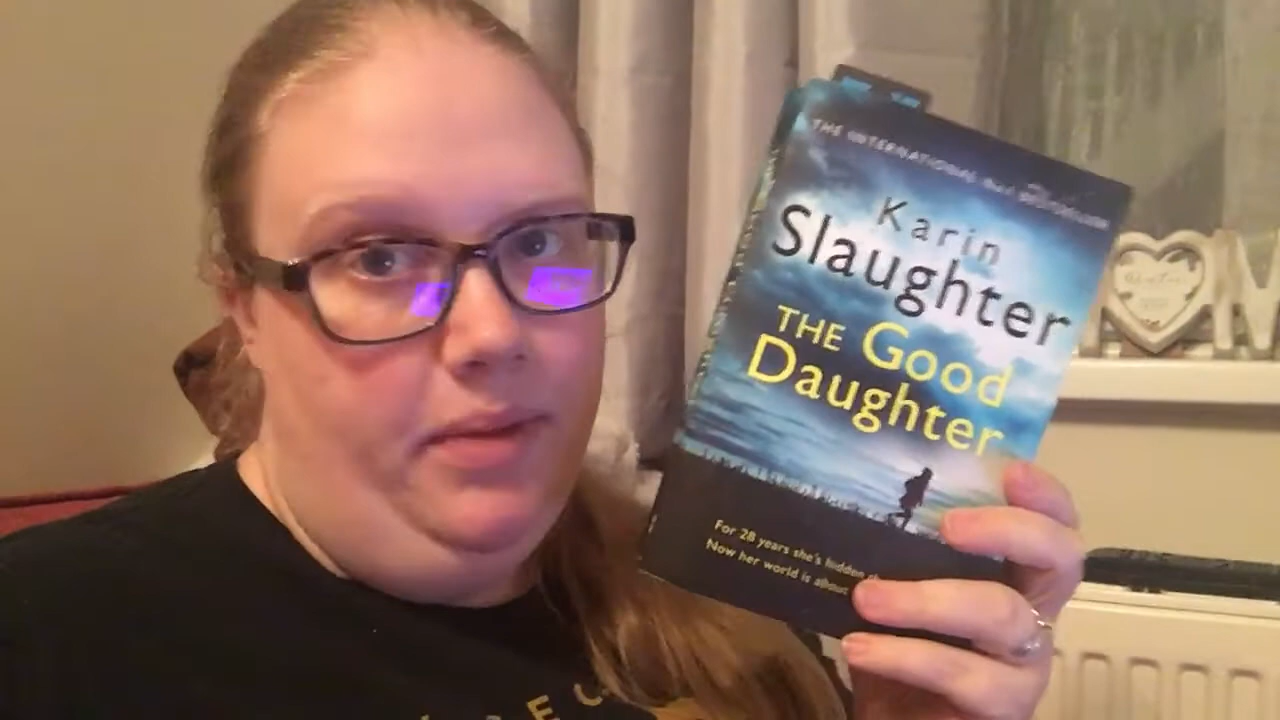 THE INTERNATIONAL
Karin
Slaughter
THE Good
Daughter
For 28 years she's hidden
Now her world is about